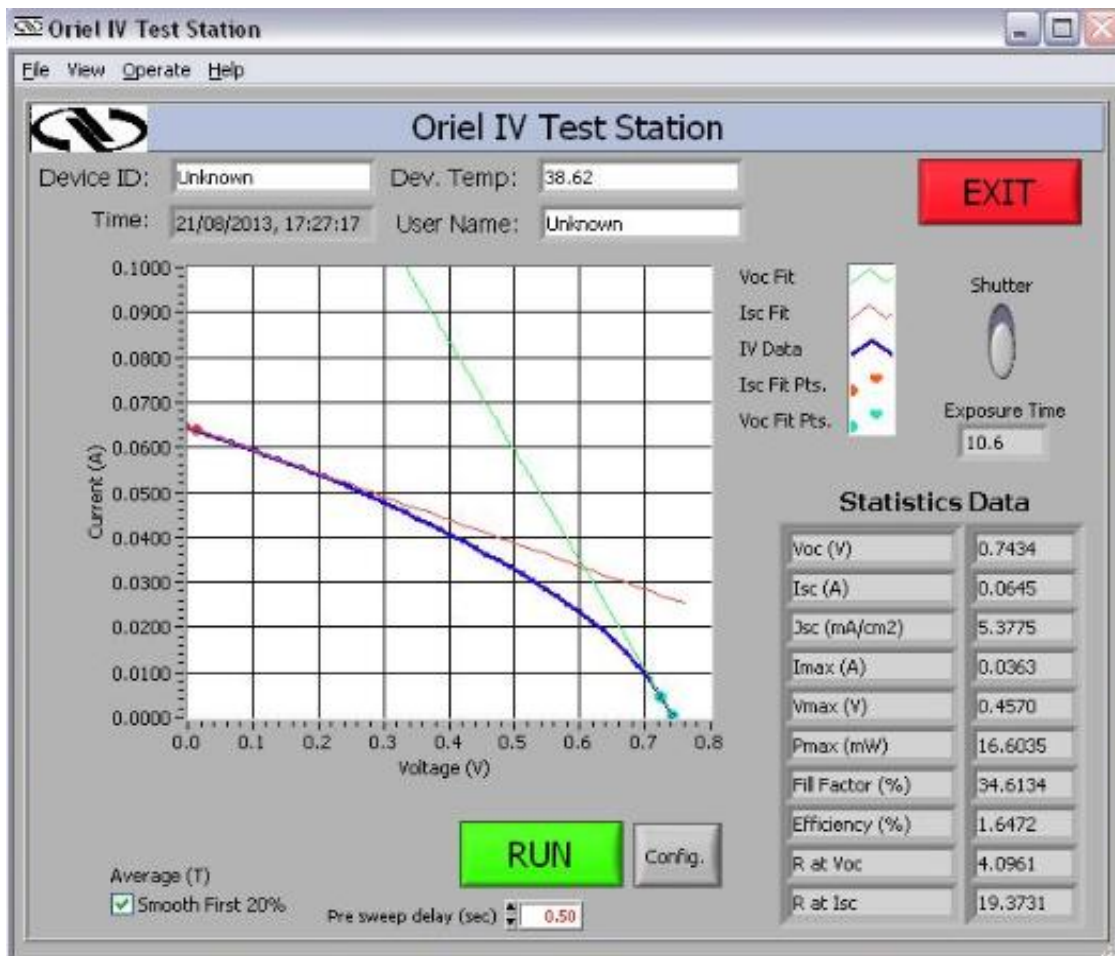 Oriel IV Test Station
File View Operate Help
Oriel IV Test Station
Device ID: Unknown Dev. Temp: 38.62 EXIT
Time: 21/08/2013, 17:27:17 User Name: Unknown
Voc Fit
Isc Fit
IV Data
Isc Fit Pts.
Voc Fit Pts.
Shutter
Exposure Time
10.6
0.1000
0.0900
0.0800
0.0700
0.0600
0.0500
0.0400
0.0300
0.0200
0.0100
0.0000
Current (A)
0.0 0.1 0.2 0.3 0.4 0.5 0.6 0.7 0.8
Voltage (V)
Statistics Data
Voc (V) 0.7434
Isc (A) 0.0645
Jsc (mA/cm2) 5.3775
Imax (A) 0.0363
Vmax (V) 0.4570
Pmax (mW) 16.6035
Fill Factor (%) 34.6134
Efficiency (%) 1.6472
R at Voc 4.0961
R at Isc 19.3731
RUN Config.
Average (T)
Smooth First 20%
Pre sweep delay (sec) 0.50